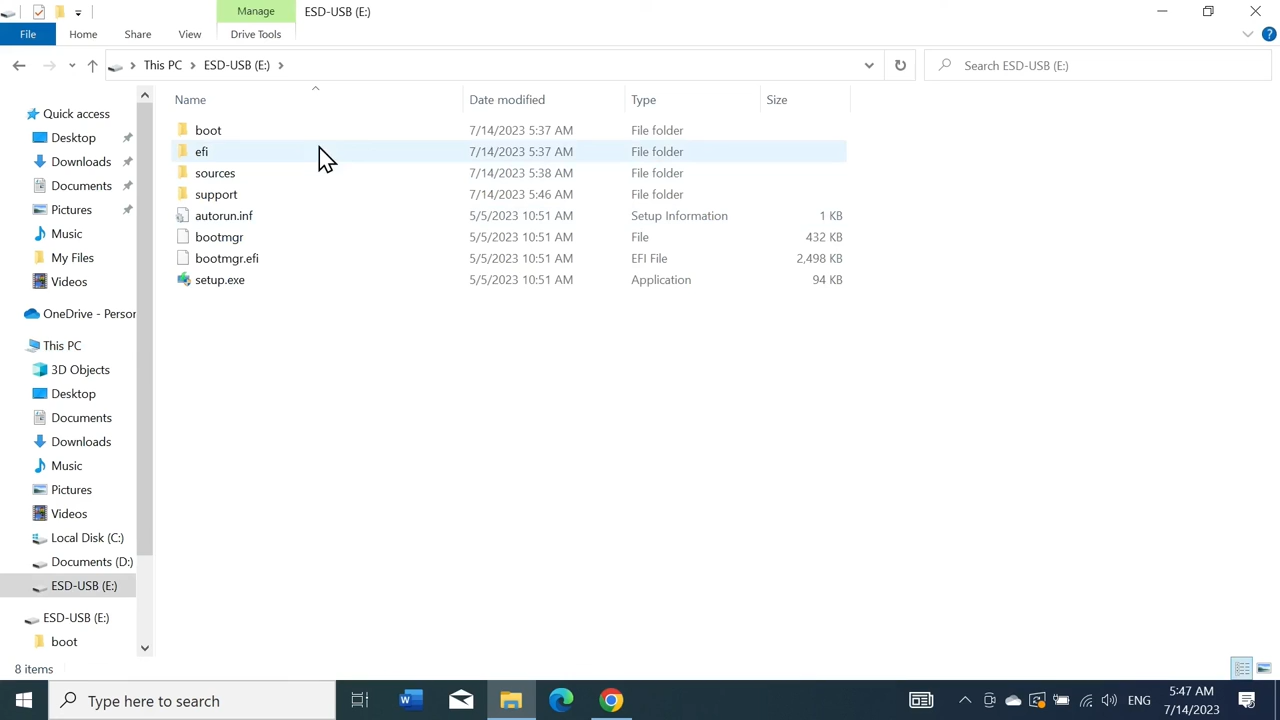 Manage ESD-USB (E:)
File Home Share View Drive Tools
This PC ESD-USB (E:) Search ESD-USB (E:)
Name Date modified Type Size
Quick access
Desktop
Downloads
Documents
Pictures
Music
My Files
Videos
OneDrive - Person
This PC
3D Objects
Desktop
Documents
Downloads
Music
Pictures
Videos
Local Disk (C:)
Documents (D:)
ESD-USB (E:)
ESD-USB (E:)
boot
boot 7/14/2023 5:37 AM File folder
efi 7/14/2023 5:37 AM File folder
sources 7/14/2023 5:38 AM File folder
support 7/14/2023 5:46 AM File folder
autorun.inf 5/5/2023 10:51 AM Setup Information 1 KB
bootmgr 5/5/2023 10:51 AM File 432 KB
bootmgr.efi 5/5/2023 10:51 AM EFI File 2,498 KB
setup.exe 5/5/2023 10:51 AM Application 94 KB
8 items
Type here to search
W
ENG
5:47 AM
7/14/2023